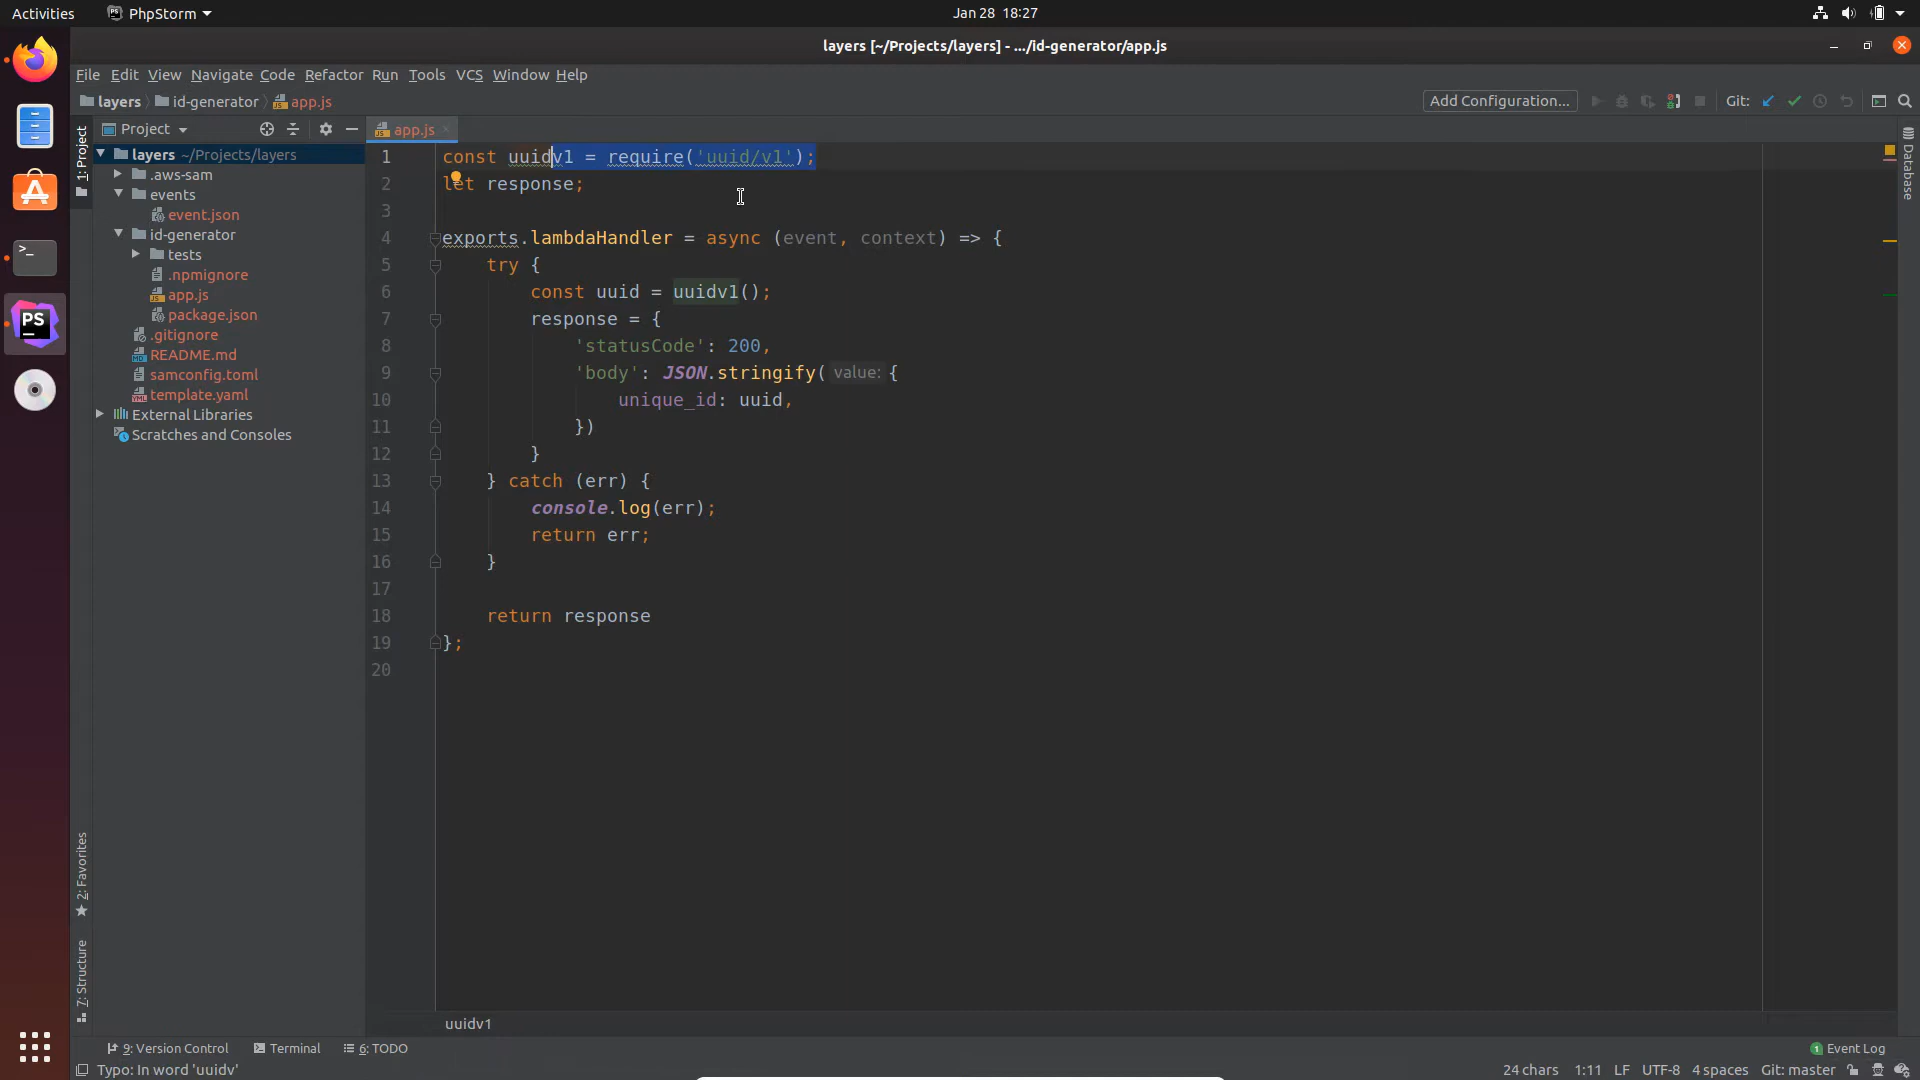 Activities PhpStorm Jan 28 18:27
layers [~/Projects/layers] - .../id-generator/app.js
File Edit View Navigate Code Refactor Run Tools VCS Window Help
layers id-generator app.js Add Configuration... Git:
Project app.js
1: Project
layers ~/Projects/layers
.aws-sam
events
event.json
id-generator
tests
.npmignore
app.js
package.json
.gitignore
README.md
samconfig.toml
template.yaml
External Libraries
Scratches and Consoles
1 const uuidv1 = require('uuid/v1');
2 let response;
3
4 exports.lambdaHandler = async (event, context) => {
5 try {
6 const uuid = uuidv1();
7 response = {
8 'statusCode': 200,
9 'body': JSON.stringify( value: {
10 unique_id: uuid,
11 })
12 }
13 } catch (err) {
14 console.log(err);
15 return err;
16 }
17
18 return response
19 };
20
Database
2: Favorites
7: Structure
PS
uuidv1
9: Version Control Terminal 6: TODO 1 Event Log
Typo: In word 'uuidv' 24 chars 1:11 LF UTF-8 4 spaces Git: master